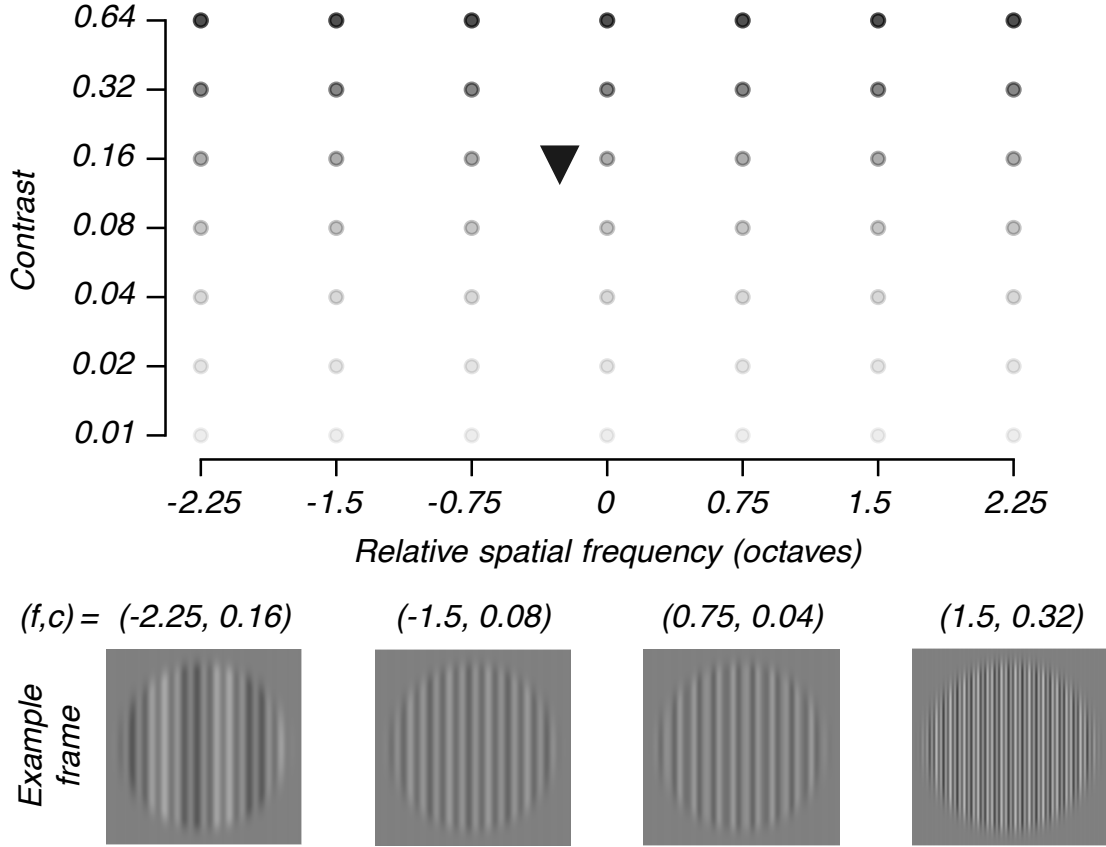 0.64
0.32
0.16
0.08
0.04
0.02
0.01
Contrast
-2.25 -1.5 -0.75 0 0.75 1.5 2.25
Relative spatial frequency (octaves)
(f,c) = (-2.25, 0.16) (-1.5, 0.08) (0.75, 0.04) (1.5, 0.32)
Example
frame